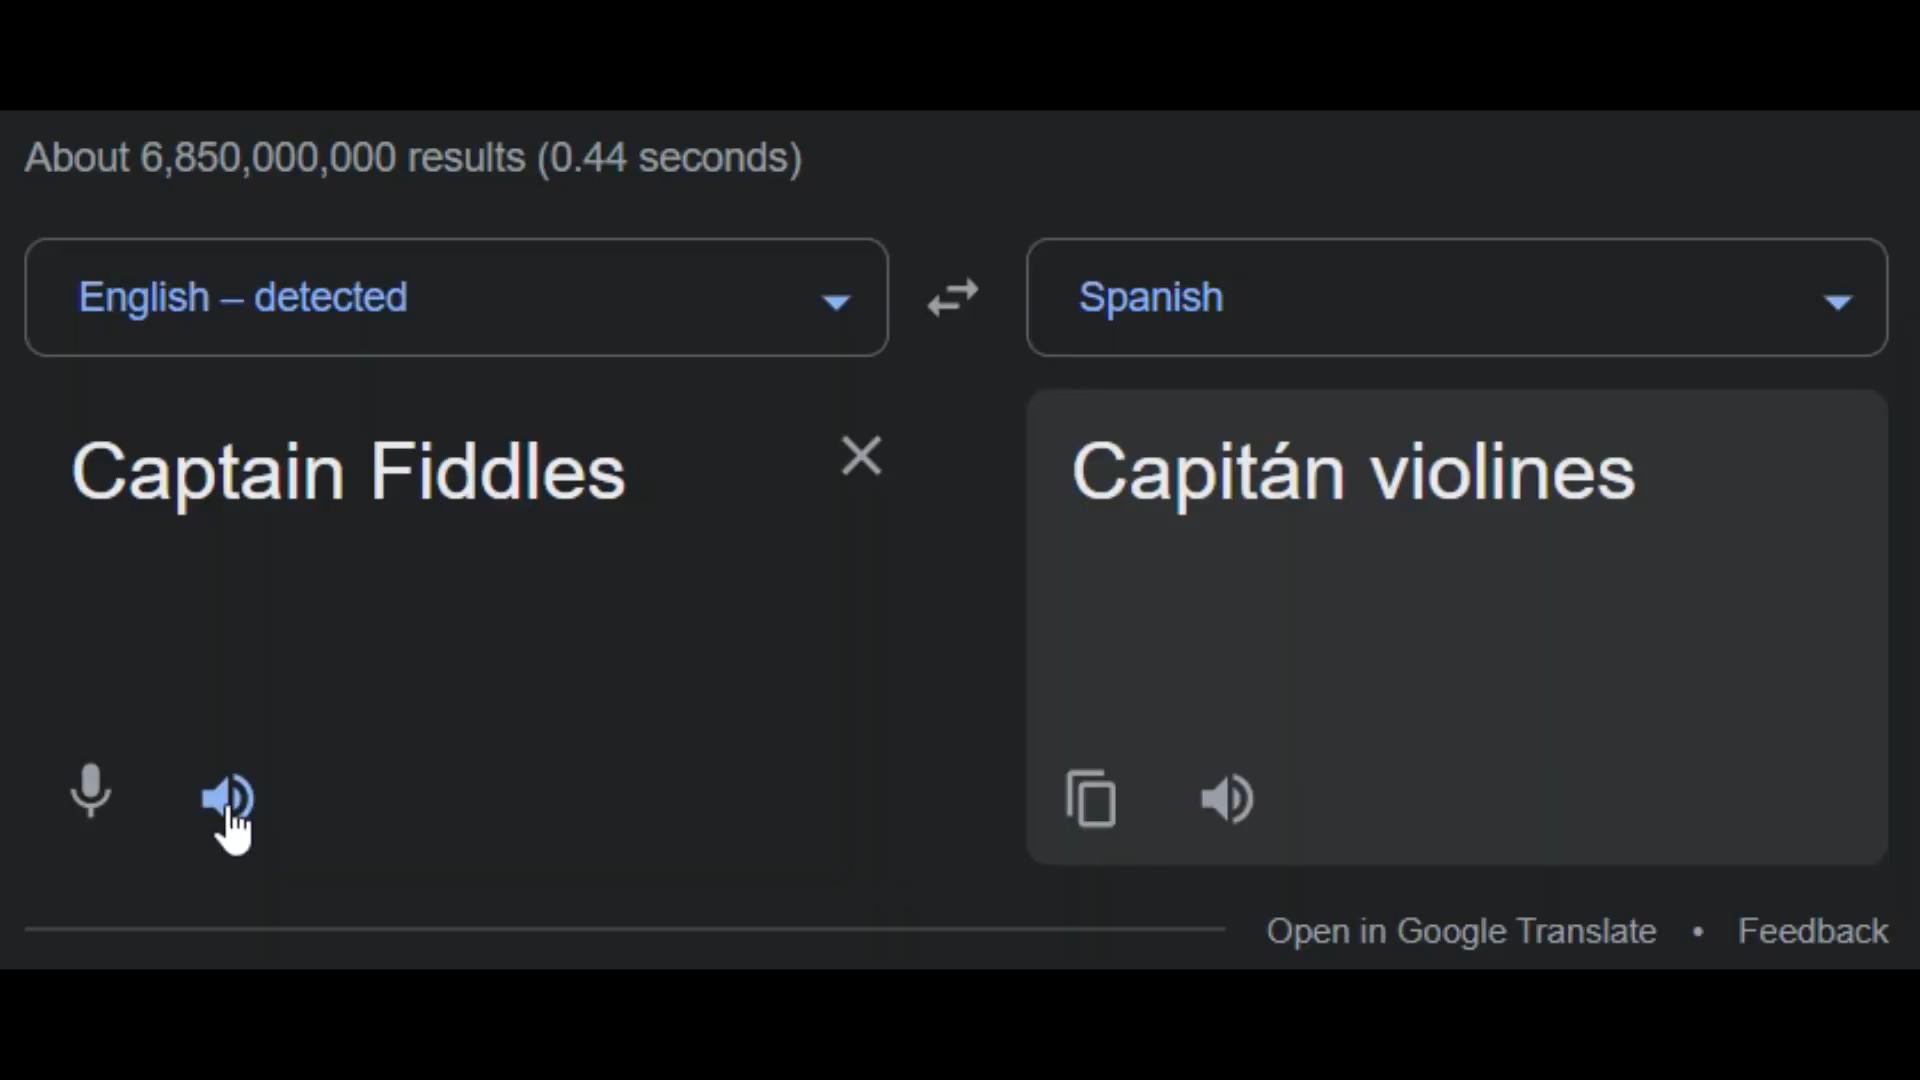 About 6,850,000,000 results (0.44 seconds)
English – detected
Spanish
Captain Fiddles
Capitán violines
Open in Google Translate • Feedback